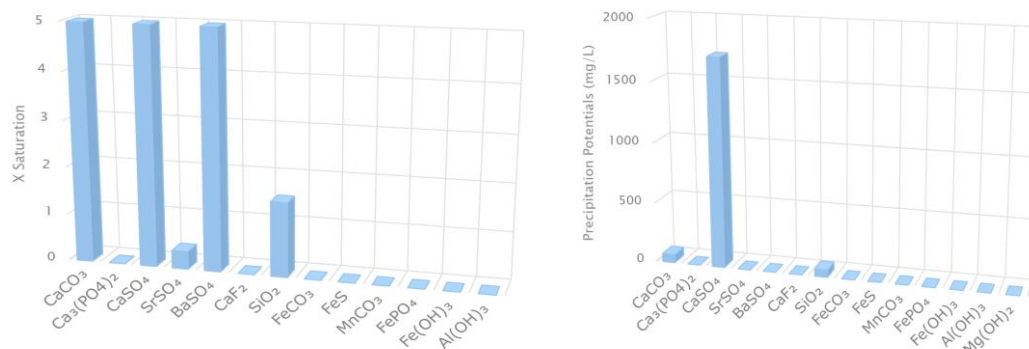 X Saturation
5
4
3
2
1
0
CaCO₃
Ca₃(PO4)₂
CaSO₄
SrSO₄
BaSO₄
CaF₂
SiO₂
FeCO₃
FeS
MnCO₃
FePO₄
Fe(OH)₃
Al(OH)₃
Precipitation Potentials (mg/L)
2000
1500
1000
500
0
CaCO₃
Ca₃(PO4)₂
CaSO₄
SrSO₄
BaSO₄
CaF₂
SiO₂
FeCO₃
FeS
MnCO₃
FePO₄
Fe(OH)₃
Al(OH)₃
Mg(OH)₂